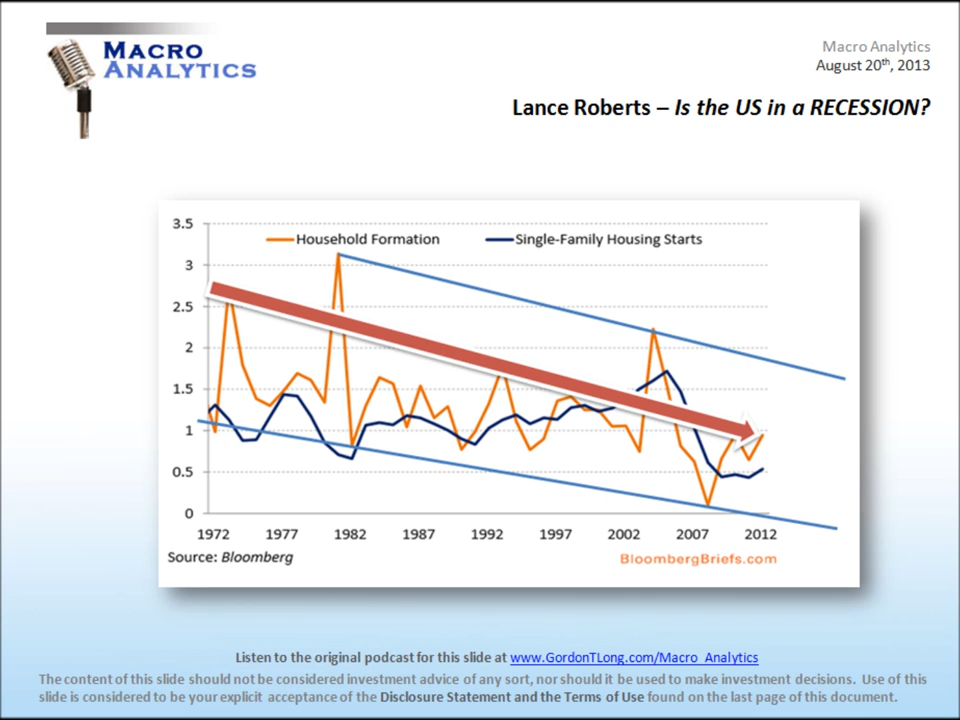 MACRO
ANALYTICS
Macro Analytics
August 20th, 2013
Lance Roberts – Is the US in a RECESSION?
3.5
Household Formation
Single-Family Housing Starts
3
2.5
2
1.5
1
0.5
0
1972 1977 1982 1987 1992 1997 2002 2007 2012
Source: Bloomberg
BloombergBriefs.com
Listen to the original podcast for this slide at www.GordonTLong.com/Macro_Analytics
The content of this slide should not be considered investment advice of any sort, nor should it be used to make investment decisions. Use of this
slide is considered to be your explicit acceptance of the Disclosure Statement and the Terms of Use found on the last page of this document.